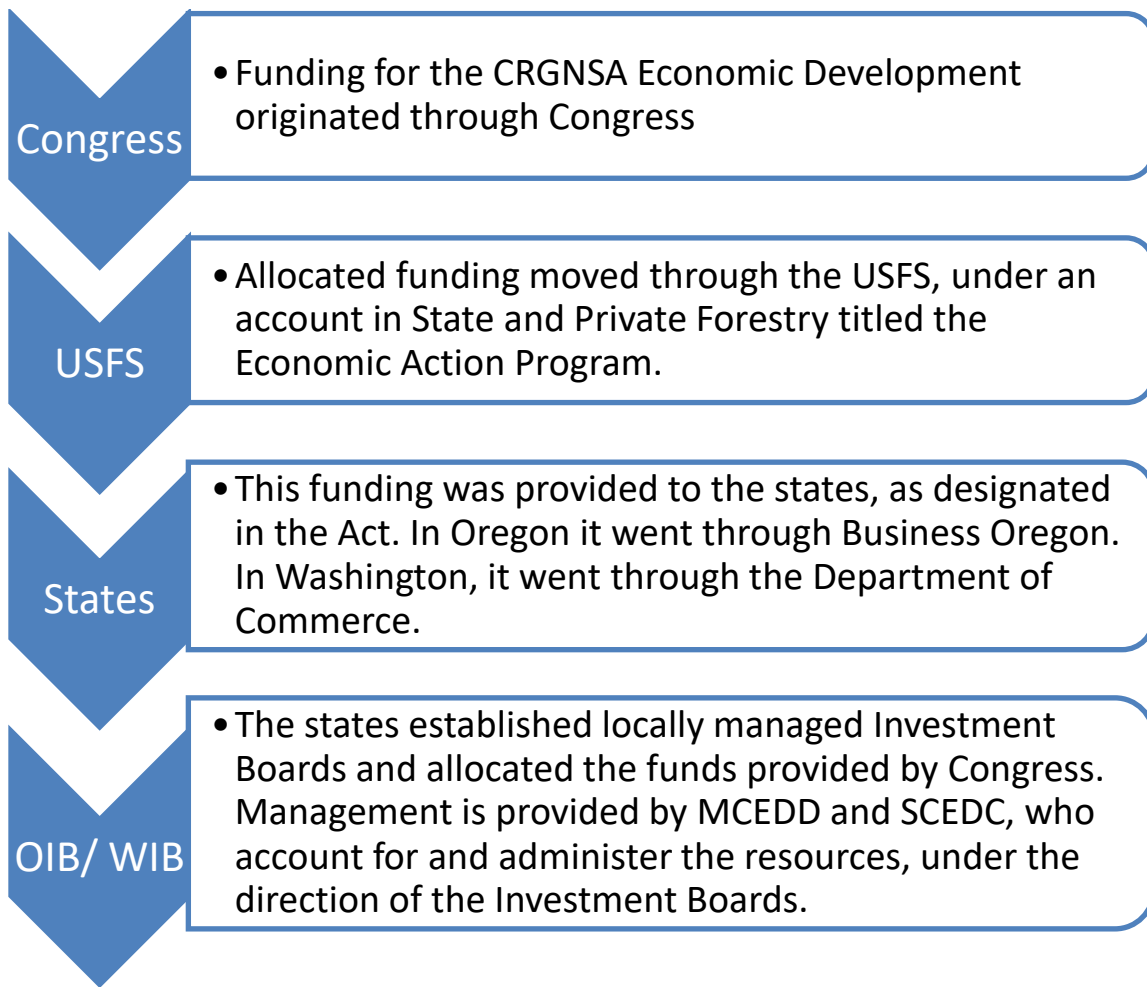 Congress
• Funding for the CRGNSA Economic Development
originated through Congress
USFS
• Allocated funding moved through the USFS, under an
account in State and Private Forestry titled the
Economic Action Program.
States
• This funding was provided to the states, as designated
in the Act. In Oregon it went through Business Oregon.
In Washington, it went through the Department of
Commerce.
OIB/ WIB
• The states established locally managed Investment
Boards and allocated the funds provided by Congress.
Management is provided by MCEDD and SCEDC, who
account for and administer the resources, under the
direction of the Investment Boards.